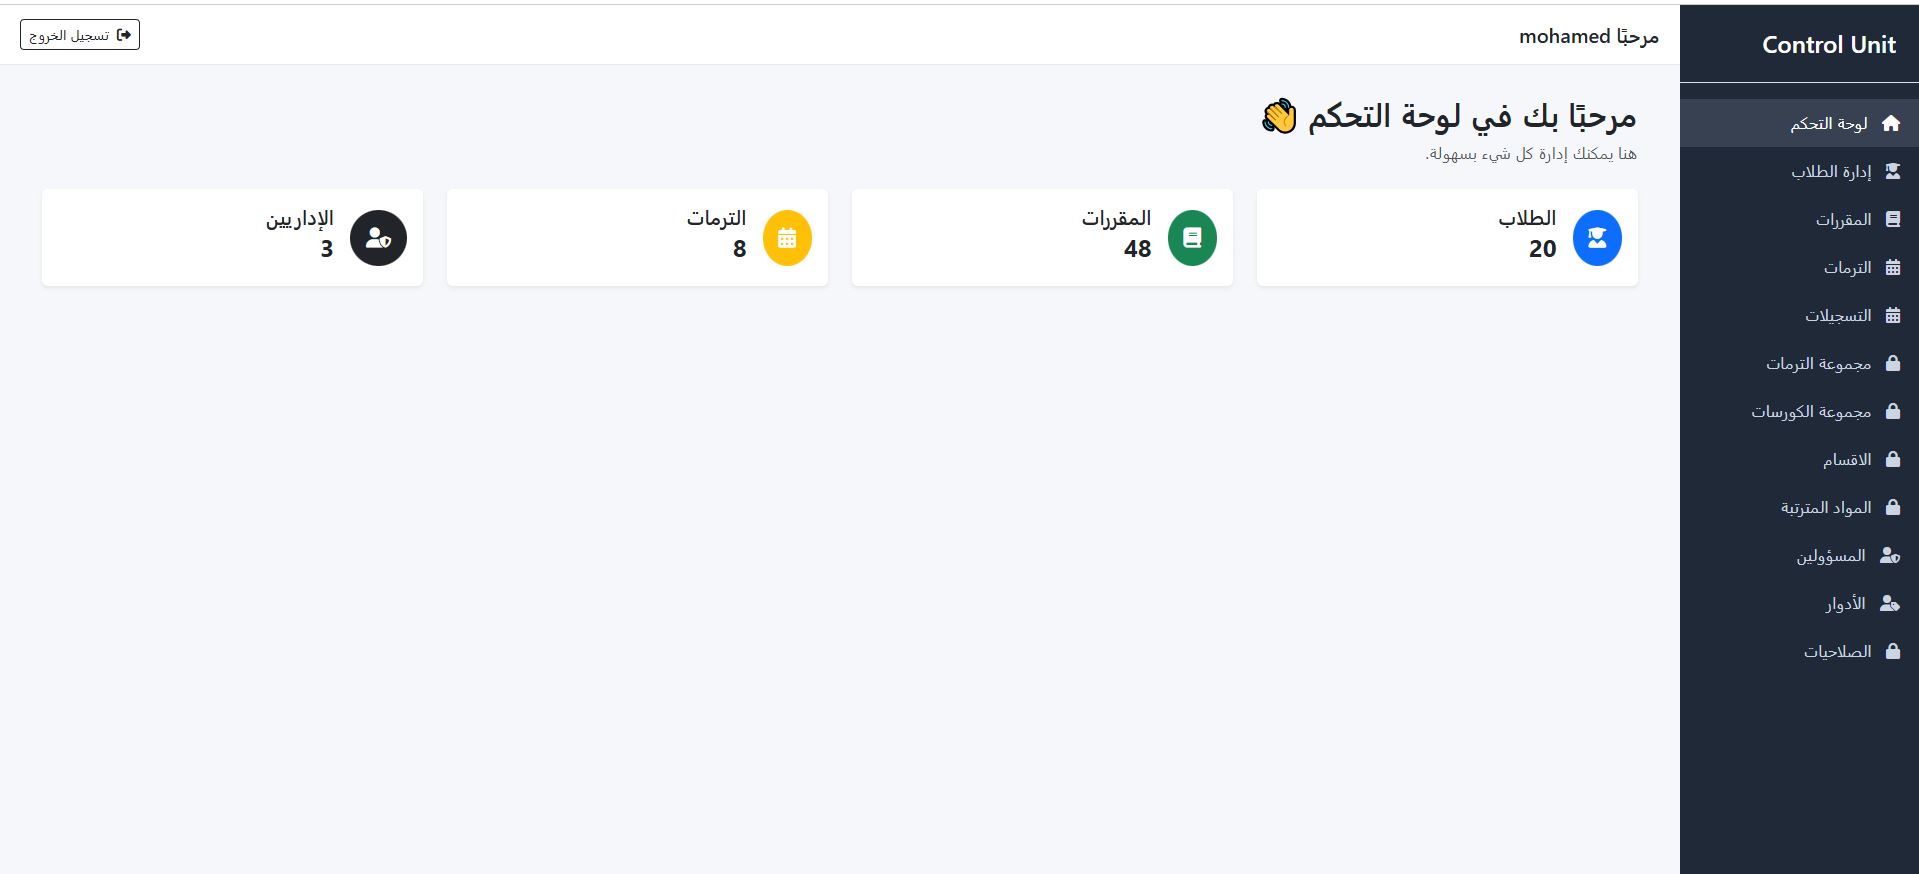 Control Unit
لوحة التحكم
إدارة الطلاب
المقررات
الترمات
التسجيلات
مجموعة الترمات
مجموعة الكورسات
الاقسام
المواد المترتبة
المسؤولين
الأدوار
الصلاحيات
مرحبًا mohamed
تسجيل الخروج
مرحبًا بك في لوحة التحكم 👋
هنا يمكنك إدارة كل شيء بسهولة.
الطلاب
20
المقررات
48
الترمات
8
الإداريين
3